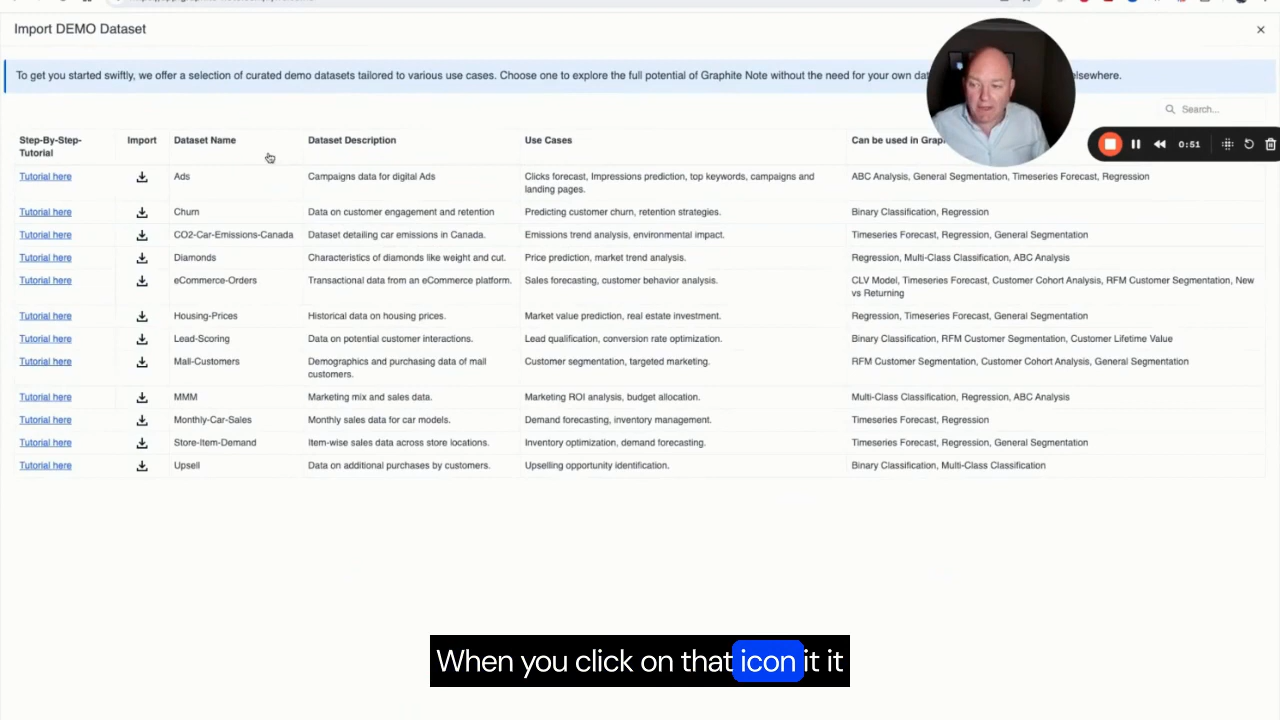 Import DEMO Dataset
To get you started swiftly, we offer a selection of curated demo datasets tailored to various use cases. Choose one to explore the full potential of Graphite Note without the need for your own dat
elsewhere.
Search...
Step-By-Step-
Tutorial
Import
Dataset Name
Dataset Description
Use Cases
Can be used in Grap
0:51
Tutorial here
Ads
Campaigns data for digital Ads
Clicks forecast, Impressions prediction, top keywords, campaigns and
landing pages.
ABC Analysis, General Segmentation, Timeseries Forecast, Regression
Tutorial here
Churn
Data on customer engagement and retention
Predicting customer churn, retention strategies.
Binary Classification, Regression
Tutorial here
CO2-Car-Emissions-Canada
Dataset detailing car emissions in Canada.
Emissions trend analysis, environmental impact.
Timeseries Forecast, Regression, General Segmentation
Tutorial here
Diamonds
Characteristics of diamonds like weight and cut.
Price prediction, market trend analysis.
Regression, Multi-Class Classification, ABC Analysis
Tutorial here
eCommerce-Orders
Transactional data from an eCommerce platform.
Sales forecasting, customer behavior analysis.
CLV Model, Timeseries Forecast, Customer Cohort Analysis, RFM Customer Segmentation, New
vs Returning
Tutorial here
Housing-Prices
Historical data on housing prices.
Market value prediction, real estate investment.
Regression, Timeseries Forecast, General Segmentation
Tutorial here
Lead-Scoring
Data on potential customer interactions.
Lead qualification, conversion rate optimization.
Binary Classification, RFM Customer Segmentation, Customer Lifetime Value
Tutorial here
Mall-Customers
Demographics and purchasing data of mall
customers.
Customer segmentation, targeted marketing.
RFM Customer Segmentation, Customer Cohort Analysis, General Segmentation
Tutorial here
MMM
Marketing mix and sales data.
Marketing ROI analysis, budget allocation.
Multi-Class Classification, Regression, ABC Analysis
Tutorial here
Monthly-Car-Sales
Monthly sales data for car models.
Demand forecasting, inventory management.
Timeseries Forecast, Regression
Tutorial here
Store-Item-Demand
Item-wise sales data across store locations.
Inventory optimization, demand forecasting.
Timeseries Forecast, Regression, General Segmentation
Tutorial here
Upsell
Data on additional purchases by customers.
Upselling opportunity identification.
Binary Classification, Multi-Class Classification
When you click on that icon it it